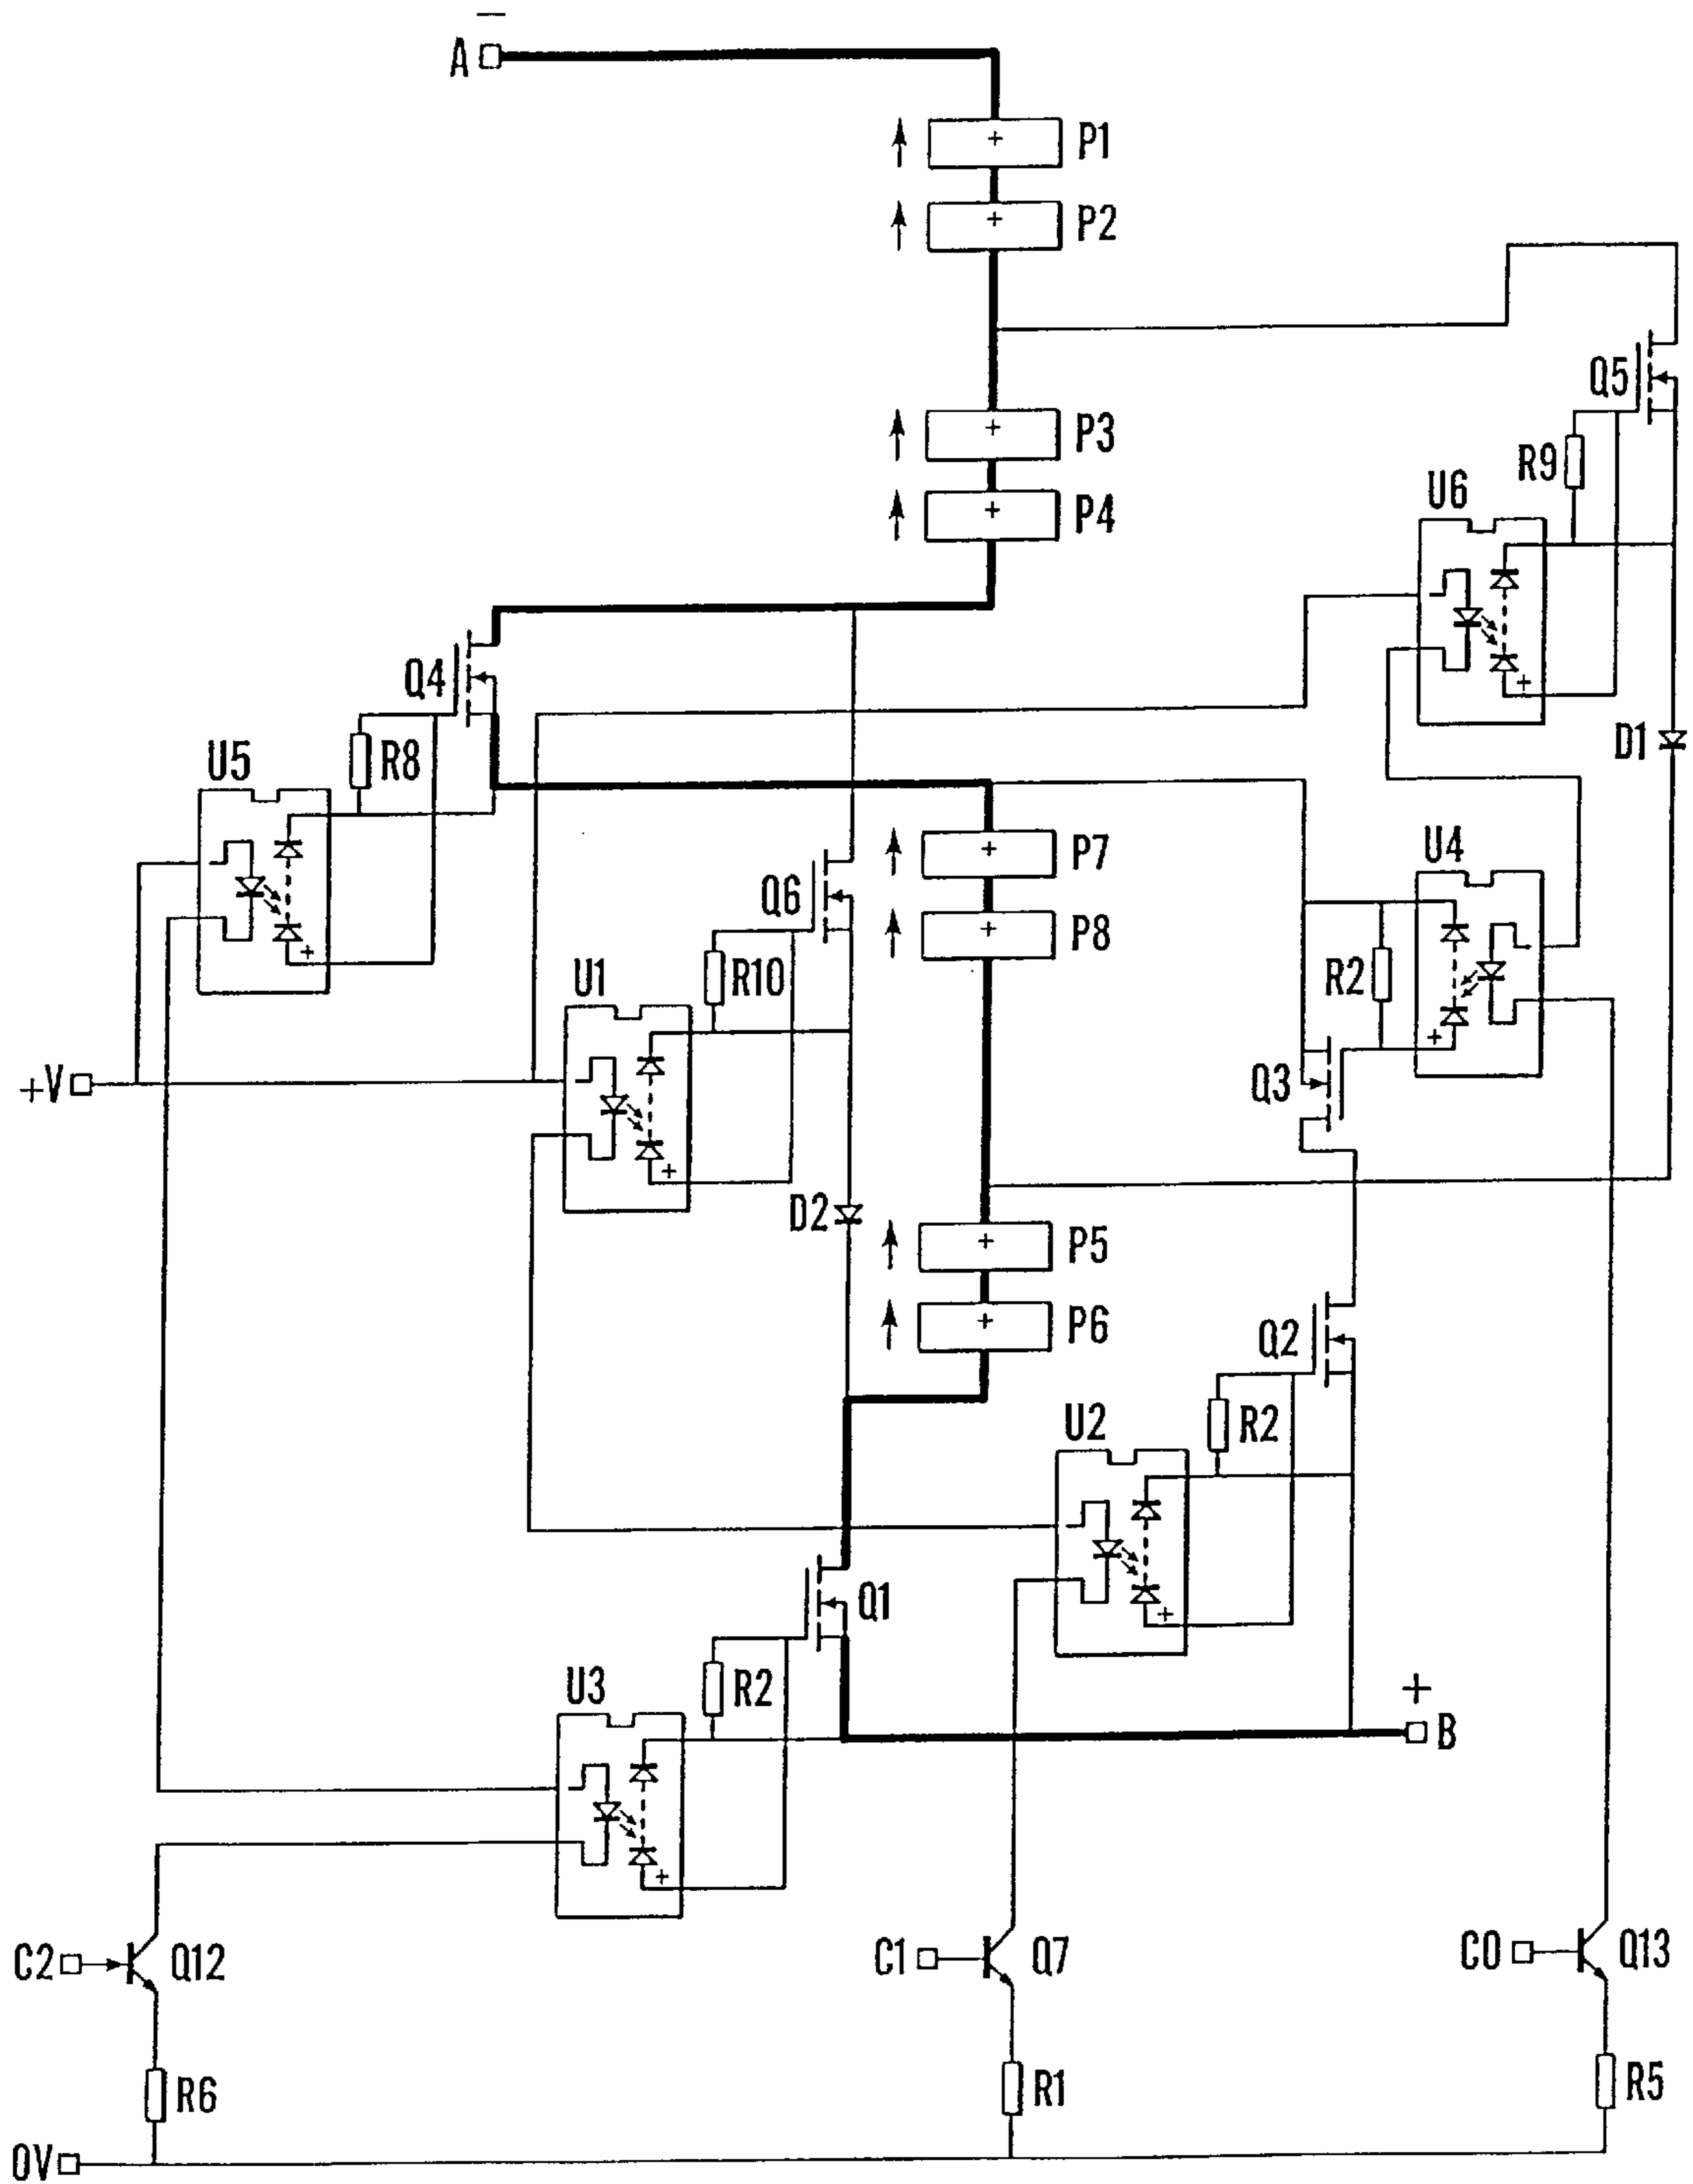 −
A
+ P1
+ P2
Q5
+ P3
R9
U6
+ P4
Q4
+
D1
U5
R8
+ P7
U4
Q6
+ P8
+
U1
R10
R2
+
+V
Q3
+
D2
+ P5
+ P6
Q2
U2
R2
Q1
+
U3
R2
+
B
+
C2
Q12
C1
Q7
C0
Q13
R6
R1
R5
0V